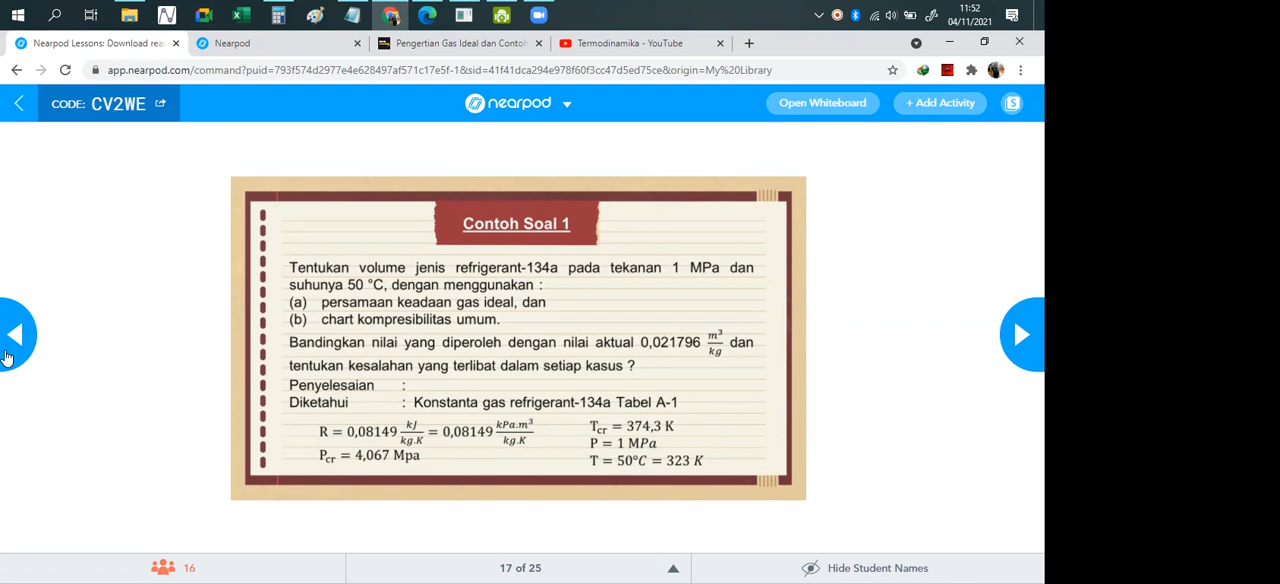 11:52
04/11/2021
Nearpod Lessons: Download rea
Nearpod
Pengertian Gas Ideal dan Contoh
Termodinamika - YouTube
app.nearpod.com/command?puid=793f574d2977e4e628497af571c17e5f-1&sid=41f41dca294e978f60f3cc47d5ed75ce&origin=My%20Library
CODE: CV2WE
nearpod
Open Whiteboard
+ Add Activity
S
Contoh Soal 1
Tentukan volume jenis refrigerant-134a pada tekanan 1 MPa dan
suhunya 50 °C, dengan menggunakan :
(a) persamaan keadaan gas ideal, dan
(b) chart kompresibilitas umum.
Bandingkan nilai yang diperoleh dengan nilai aktual 0,021796 m³/kg dan
tentukan kesalahan yang terlibat dalam setiap kasus ?
Penyelesaian :
Diketahui : Konstanta gas refrigerant-134a Tabel A-1
R = 0,08149 kJ/kg.K = 0,08149 kPa.m³/kg.K
P_cr = 4,067 Mpa
T_cr = 374,3 K
P = 1 MPa
T = 50°C = 323 K
16
17 of 25
Hide Student Names